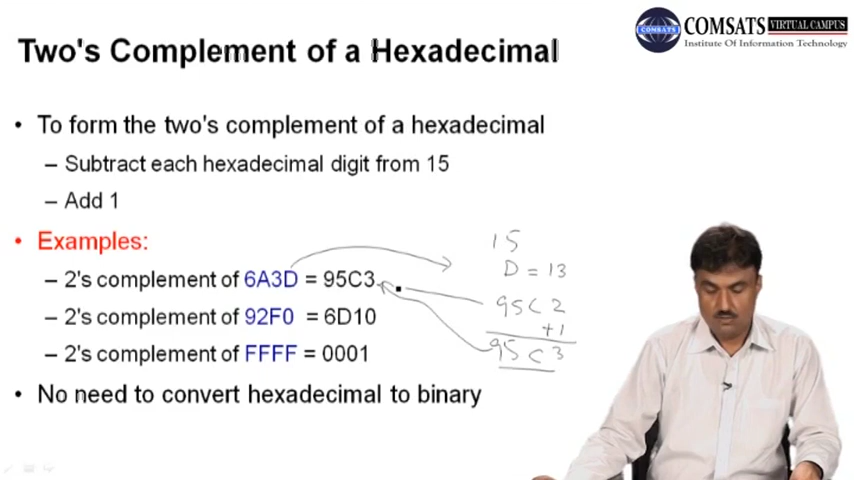 COMSATS VIRTUAL CAMPUS
COMSATS
Institute Of Information Technology
Two's Complement of a Hexadecimal
• To form the two's complement of a hexadecimal
– Subtract each hexadecimal digit from 15
– Add 1
• Examples:
– 2's complement of 6A3D = 95C3
– 2's complement of 92F0 = 6D10
– 2's complement of FFFF = 0001
• No need to convert hexadecimal to binary
15
D = 13
95C2
+1
95C3